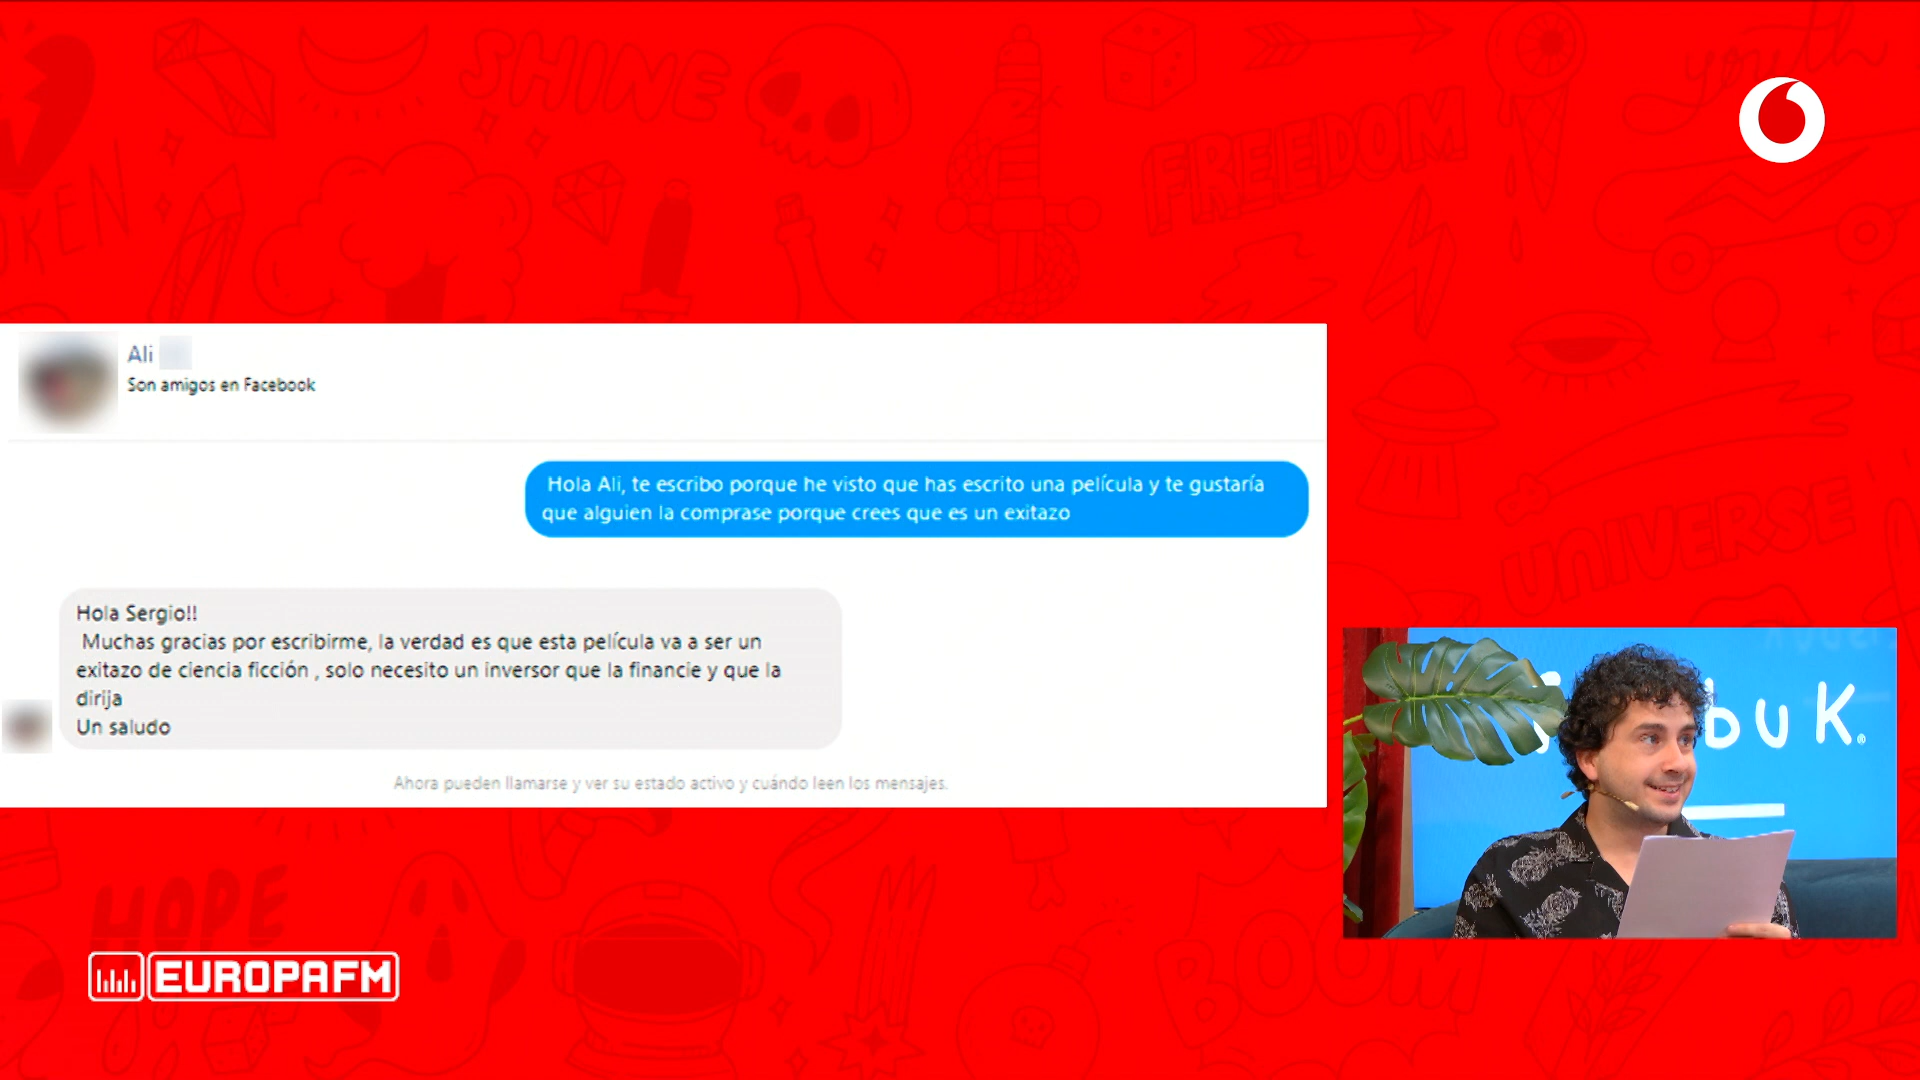 SHINE
youth
FREEDOM
OKEN
Ali
Son amigos en Facebook
Hola Ali, te escribo porque he visto que has escrito una película y te gustaría
que alguien la comprase porque crees que es un exitazo
UNIVERSE
Hola Sergio!!
Muchas gracias por escribirme, la verdad es que esta película va a ser un
exitazo de ciencia ficción , solo necesito un inversor que la financie y que la
dirija
Un saludo
buK.
Ahora pueden llamarse y ver su estado activo y cuándo leen los mensajes.
HOPE
BOOM
EUROPAFM